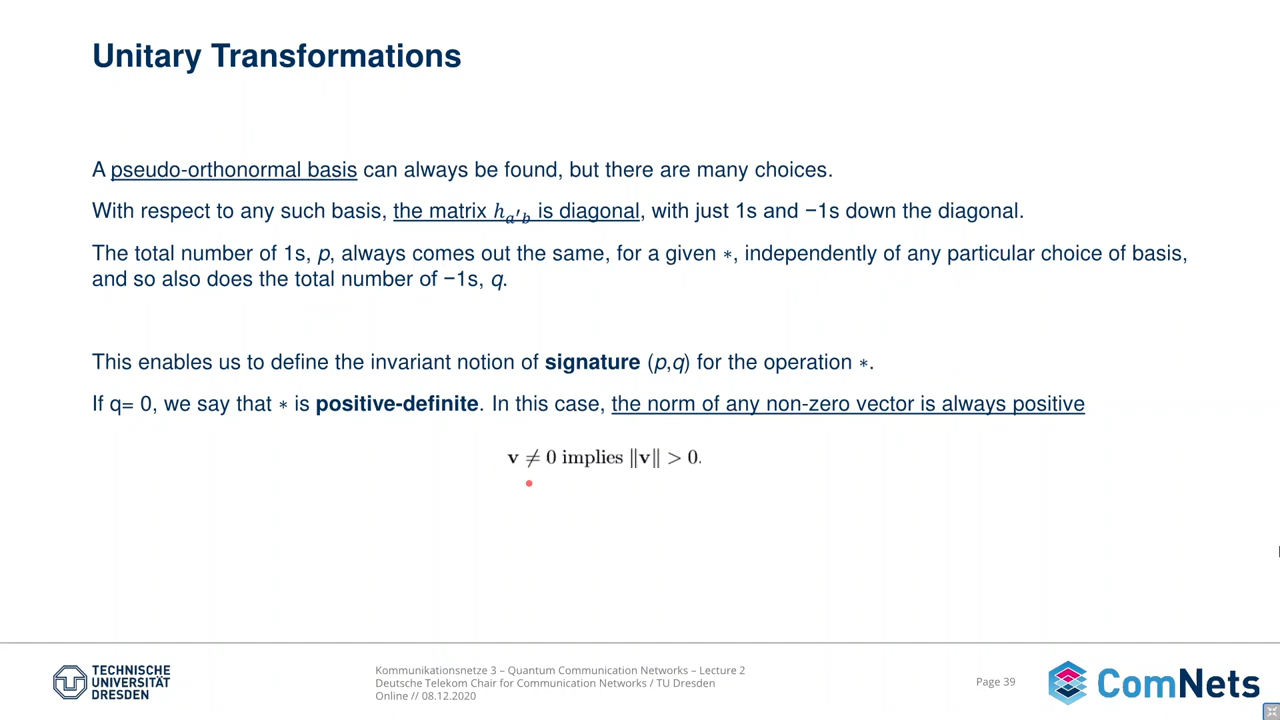 Unitary Transformations
A pseudo-orthonormal basis can always be found, but there are many choices.
With respect to any such basis, the matrix hₐ′ᵦ is diagonal, with just 1s and −1s down the diagonal.
The total number of 1s, p, always comes out the same, for a given ∗, independently of any particular choice of basis,
and so also does the total number of −1s, q.
This enables us to define the invariant notion of signature (p,q) for the operation ∗.
If q= 0, we say that ∗ is positive-definite. In this case, the norm of any non-zero vector is always positive
v ≠ 0 implies ‖v‖ > 0.
TECHNISCHE
UNIVERSITÄT
DRESDEN
Kommunikationsnetze 3 – Quantum Communication Networks – Lecture 2
Deutsche Telekom Chair for Communication Networks / TU Dresden
Online // 08.12.2020
Page 39
ComNets